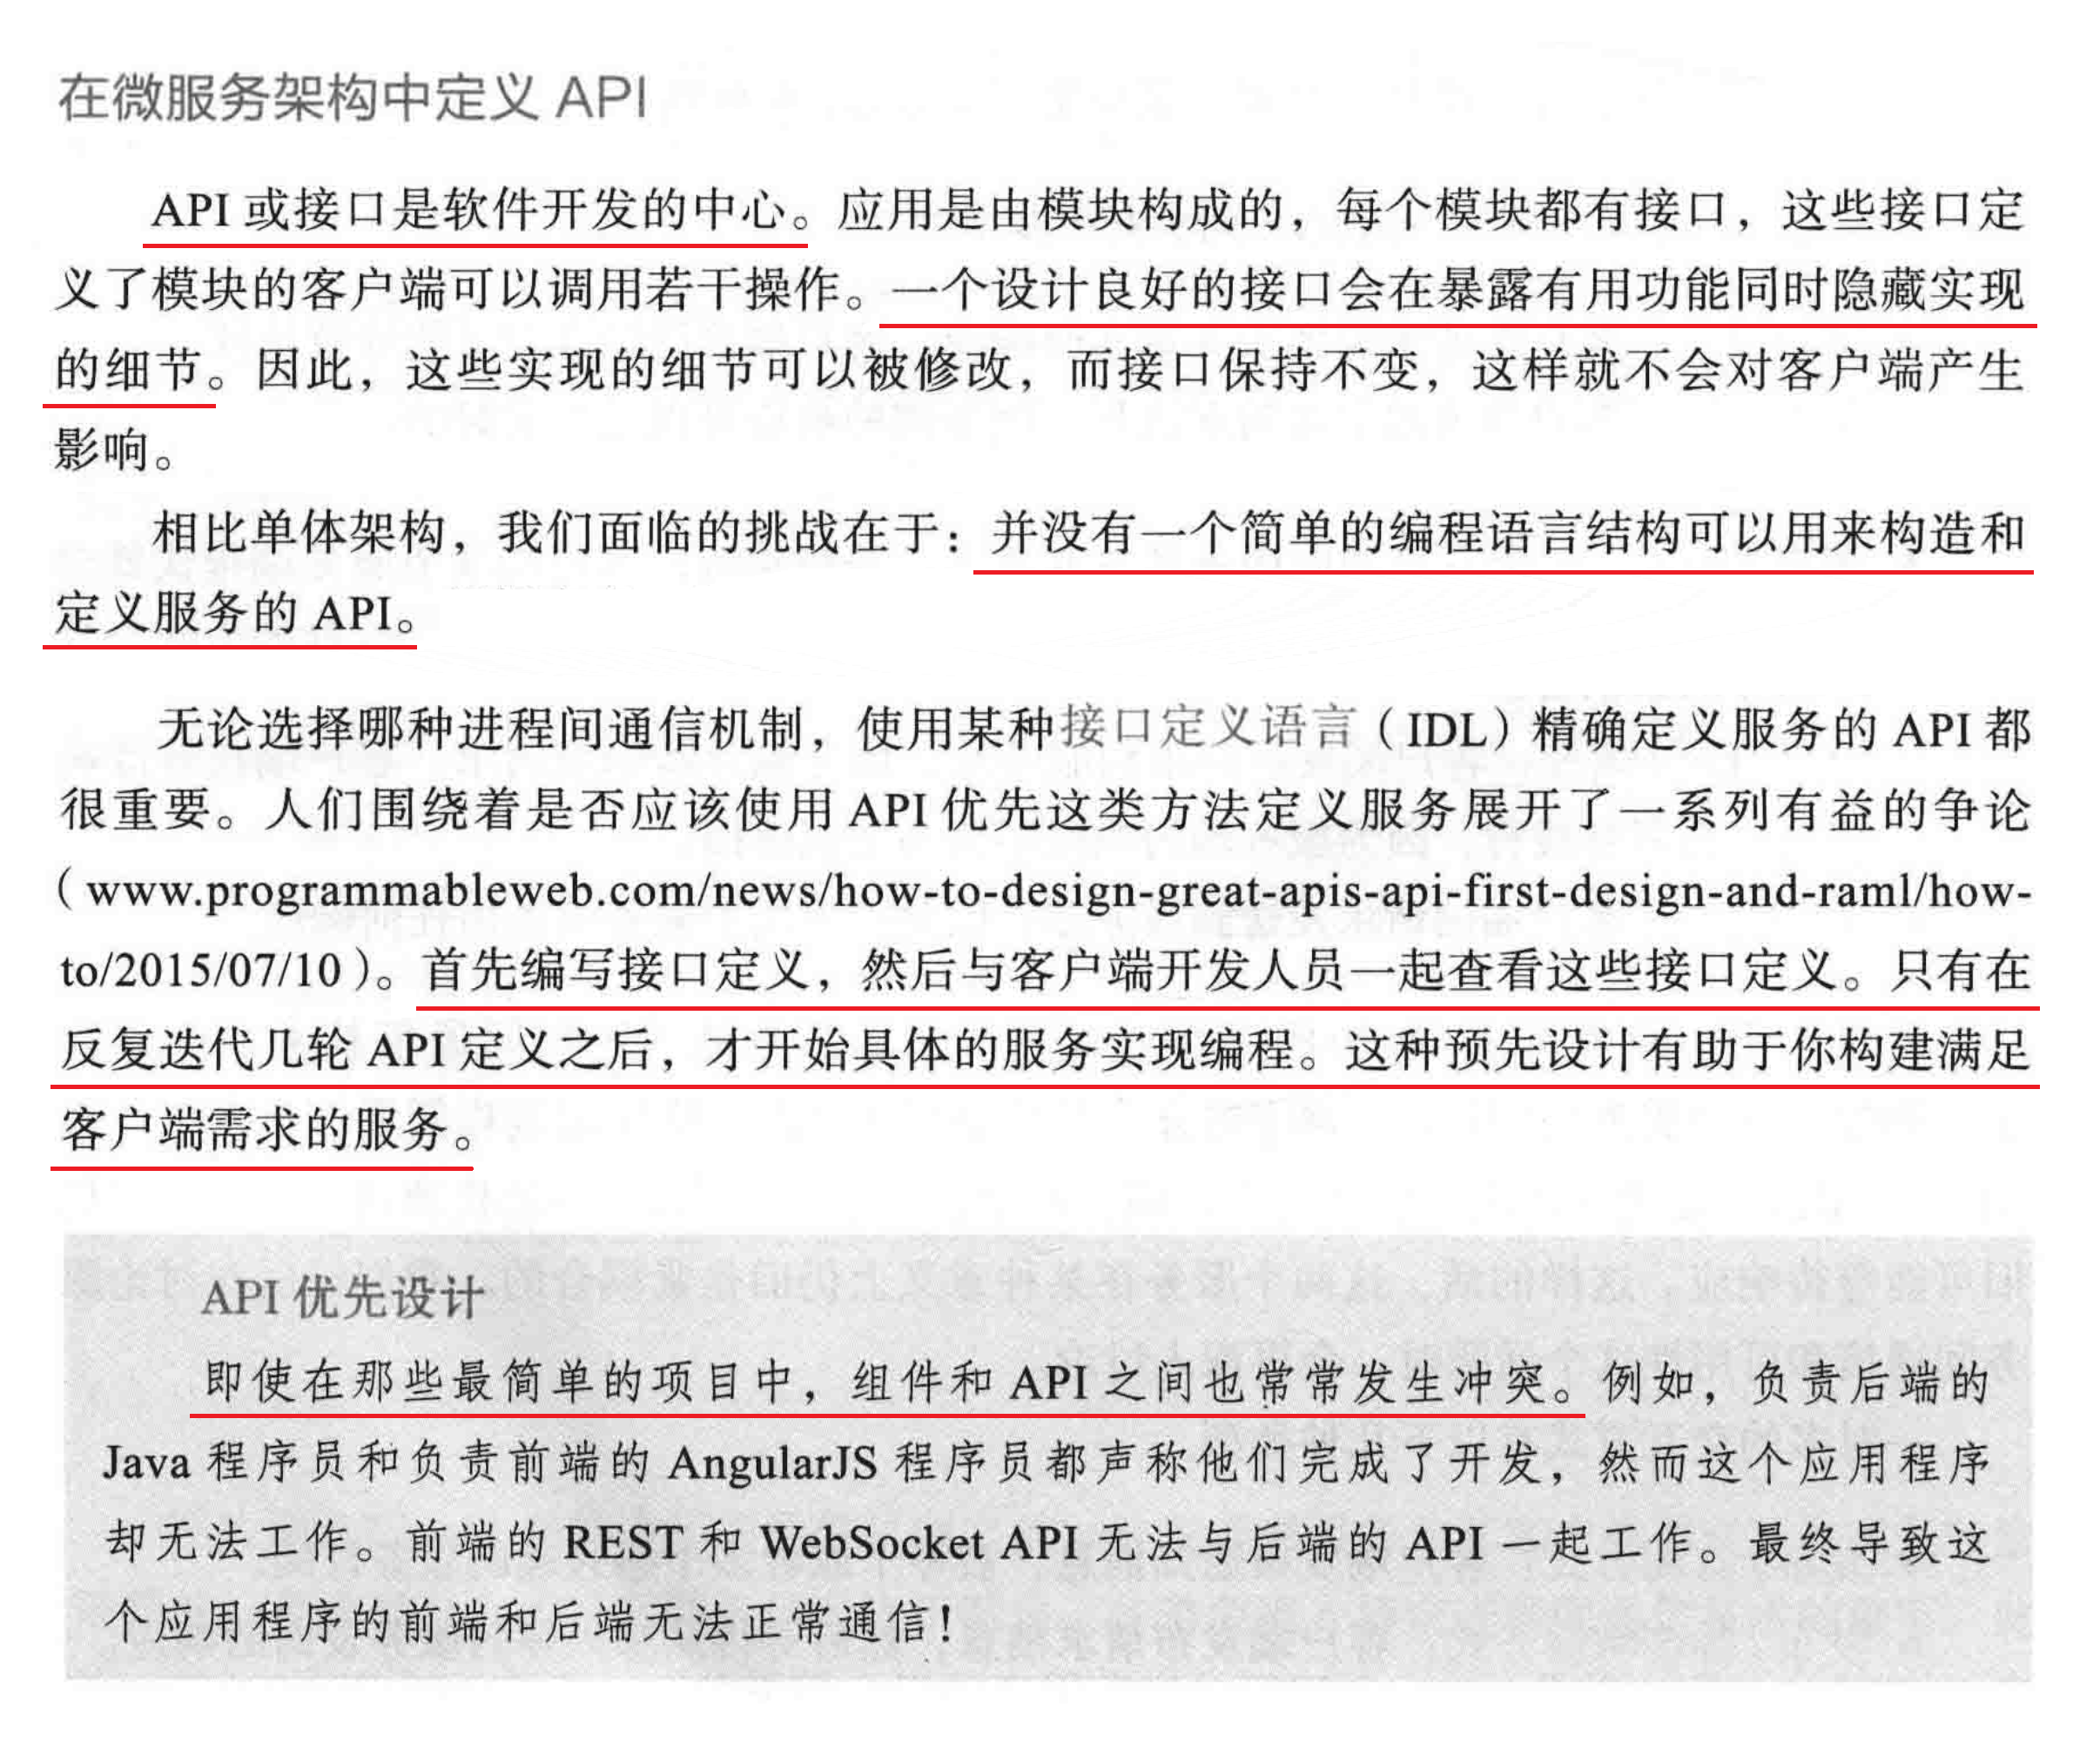 在微服务架构中定义 API
API 或接口是软件开发的中心。应用是由模块构成的，每个模块都有接口，这些接口定
义了模块的客户端可以调用若干操作。一个设计良好的接口会在暴露有用功能同时隐藏实现
的细节。因此，这些实现的细节可以被修改，而接口保持不变，这样就不会对客户端产生
影响。
相比单体架构，我们面临的挑战在于：并没有一个简单的编程语言结构可以用来构造和
定义服务的 API。
无论选择哪种进程间通信机制，使用某种接口定义语言（IDL）精确定义服务的 API 都
很重要。人们围绕着是否应该使用 API 优先这类方法定义服务展开了一系列有益的争论
（www.programmableweb.com/news/how-to-design-great-apis-api-first-design-and-raml/how-
to/2015/07/10）。首先编写接口定义，然后与客户端开发人员一起查看这些接口定义。只有在
反复迭代几轮 API 定义之后，才开始具体的服务实现编程。这种预先设计有助于你构建满足
客户端需求的服务。
API 优先设计
即使在那些最简单的项目中，组件和 API 之间也常常发生冲突。例如，负责后端的
Java 程序员和负责前端的 AngularJS 程序员都声称他们完成了开发，然而这个应用程序
却无法工作。前端的 REST 和 WebSocket API 无法与后端的 API 一起工作。最终导致这
个应用程序的前端和后端无法正常通信！